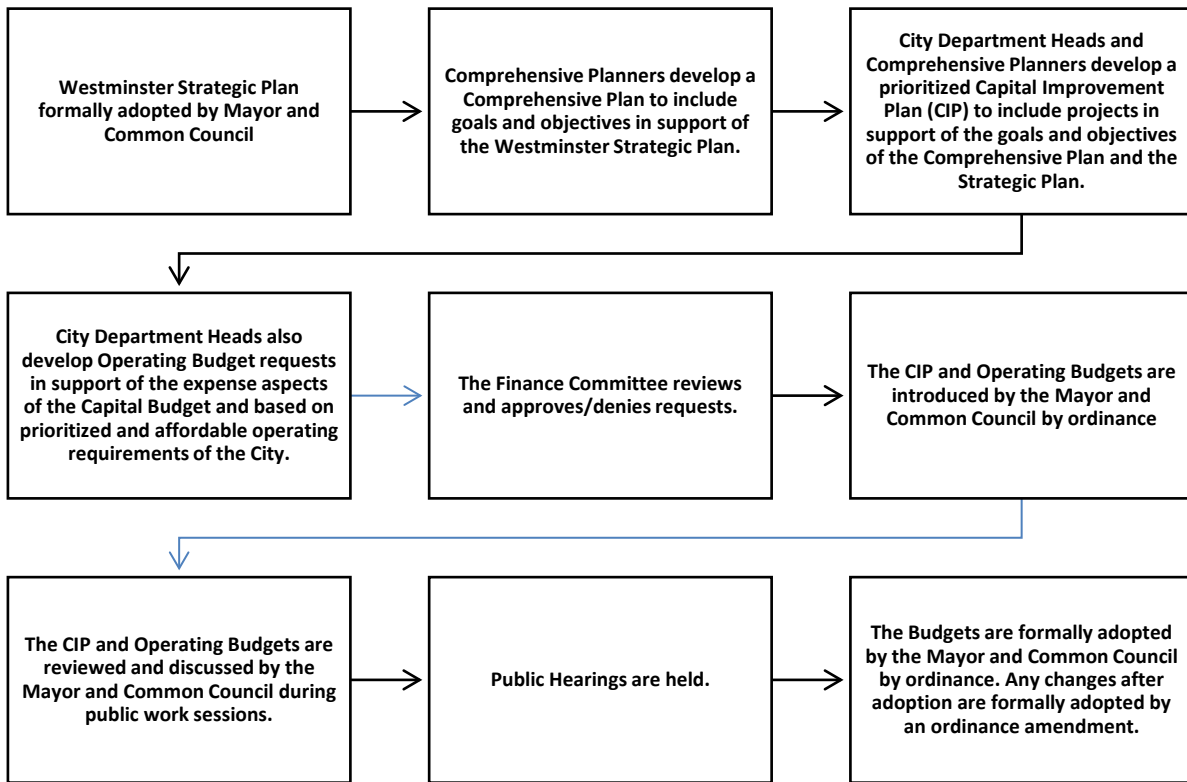 Westminster Strategic Plan
formally adopted by Mayor and
Common Council
Comprehensive Planners develop a
Comprehensive Plan to include
goals and objectives in support of
the Westminster Strategic Plan.
City Department Heads and
Comprehensive Planners develop a
prioritized Capital Improvement
Plan (CIP) to include projects in
support of the goals and objectives
of the Comprehensive Plan and the
Strategic Plan.
City Department Heads also
develop Operating Budget requests
in support of the expense aspects
of the Capital Budget and based on
prioritized and affordable operating
requirements of the City.
The Finance Committee reviews
and approves/denies requests.
The CIP and Operating Budgets are
introduced by the Mayor and
Common Council by ordinance
The CIP and Operating Budgets are
reviewed and discussed by the
Mayor and Common Council during
public work sessions.
Public Hearings are held.
The Budgets are formally adopted
by the Mayor and Common Council
by ordinance. Any changes after
adoption are formally adopted by
an ordinance amendment.